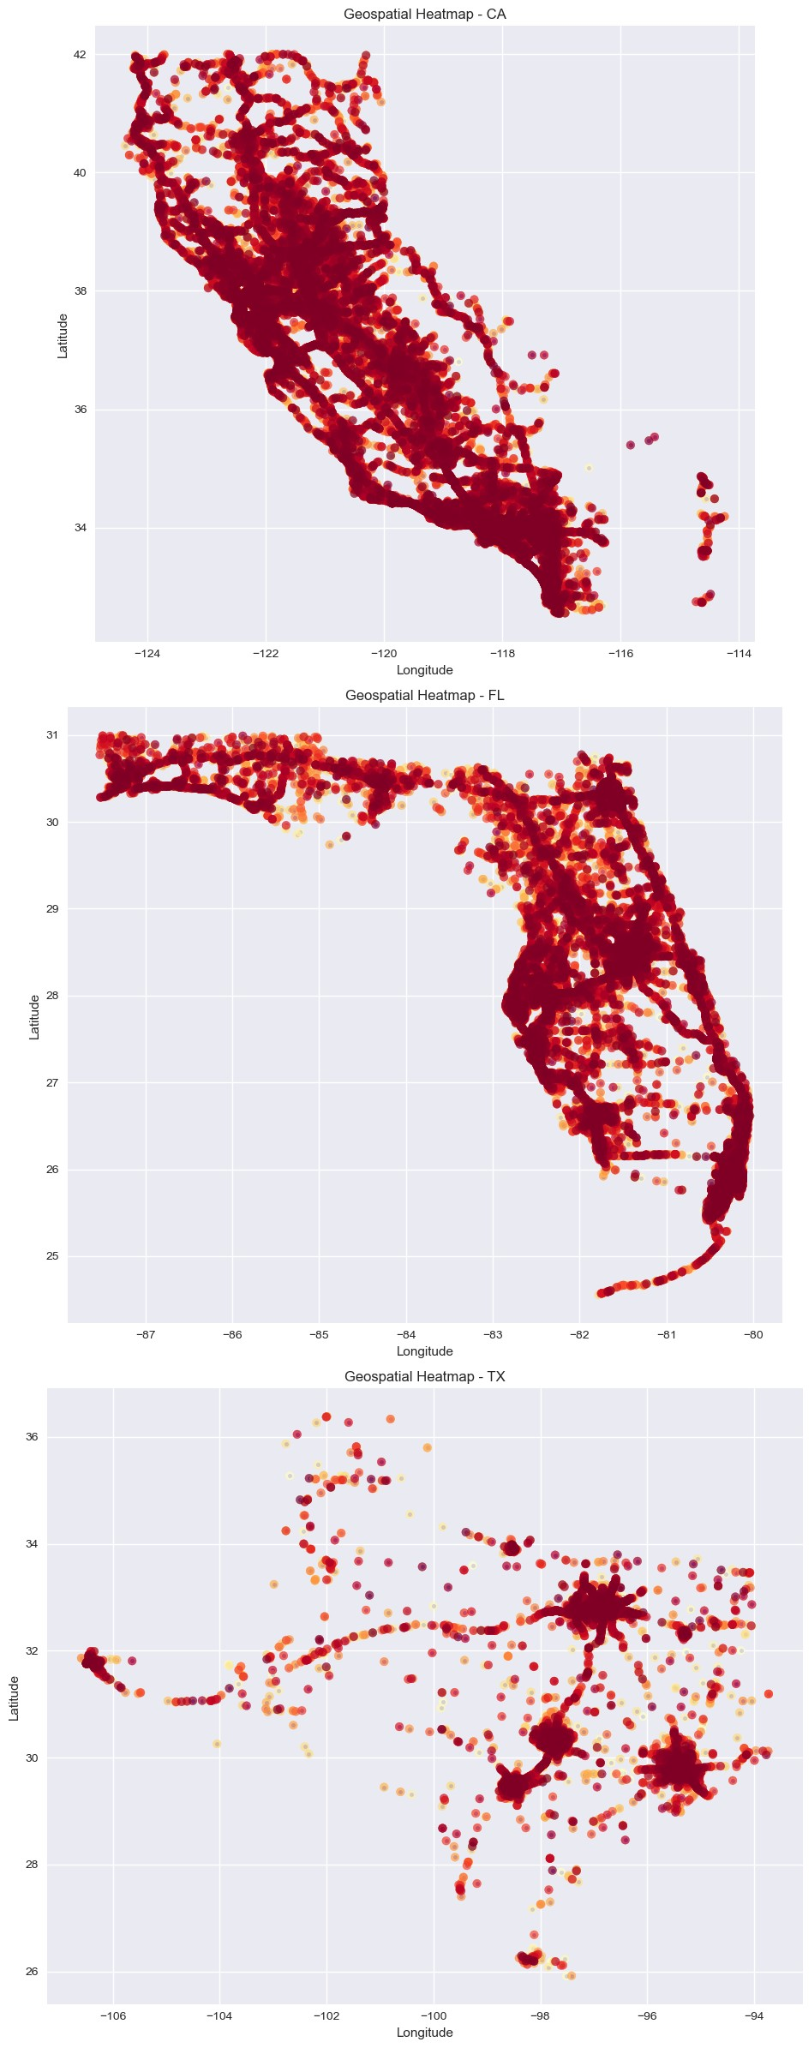 Geospatial Heatmap - CA
42
40
38
36
34
Latitude
−124 −122 −120 −118 −116 −114
Longitude
Geospatial Heatmap - FL
31
30
29
28
27
26
25
Latitude
−87 −86 −85 −84 −83 −82 −81 −80
Longitude
Geospatial Heatmap - TX
36
34
32
30
28
26
Latitude
−106 −104 −102 −100 −98 −96 −94
Longitude